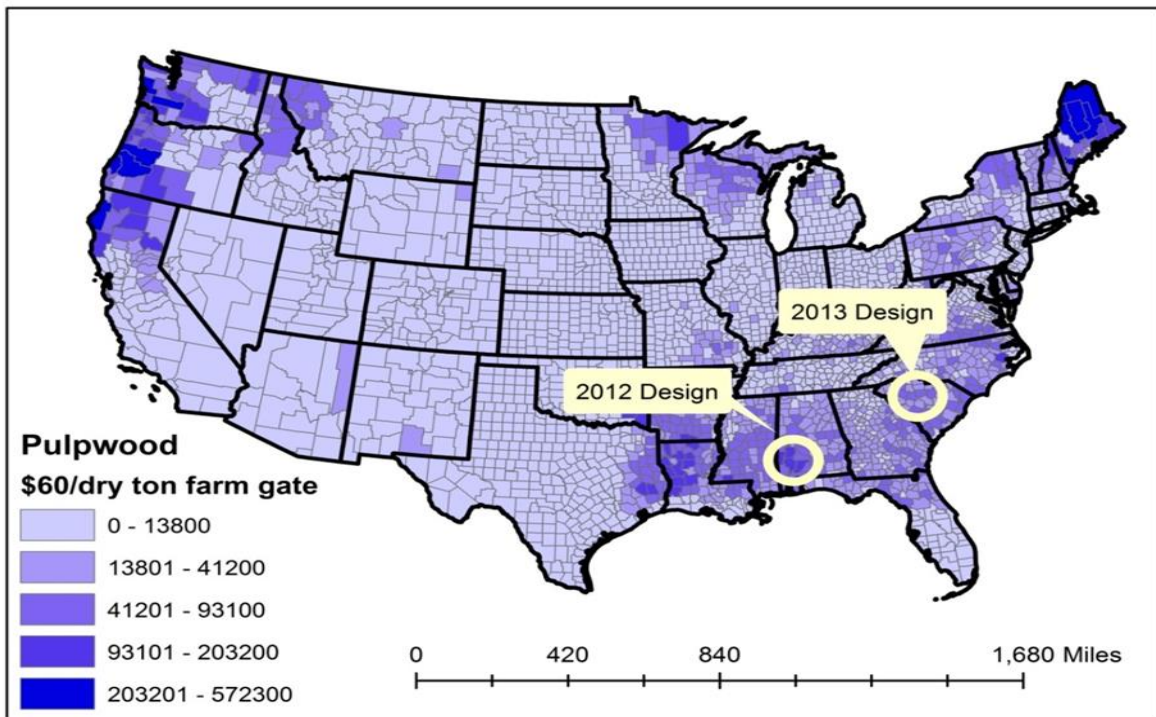 2013 Design
2012 Design
Pulpwood
$60/dry ton farm gate
0 - 13800
13801 - 41200
41201 - 93100
93101 - 203200
203201 - 572300
0 420 840 1,680 Miles